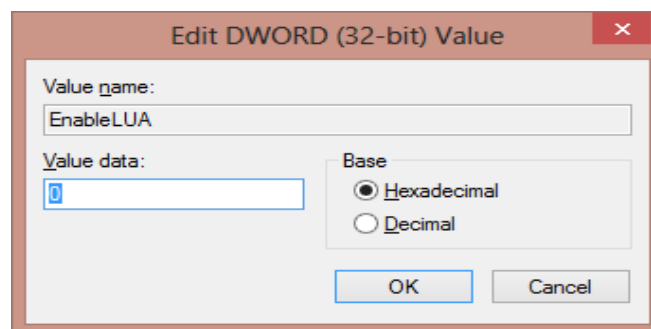 Edit DWORD (32-bit) Value
Value name:
EnableLUA
Value data:
0
Base
Hexadecimal
Decimal
OK
Cancel